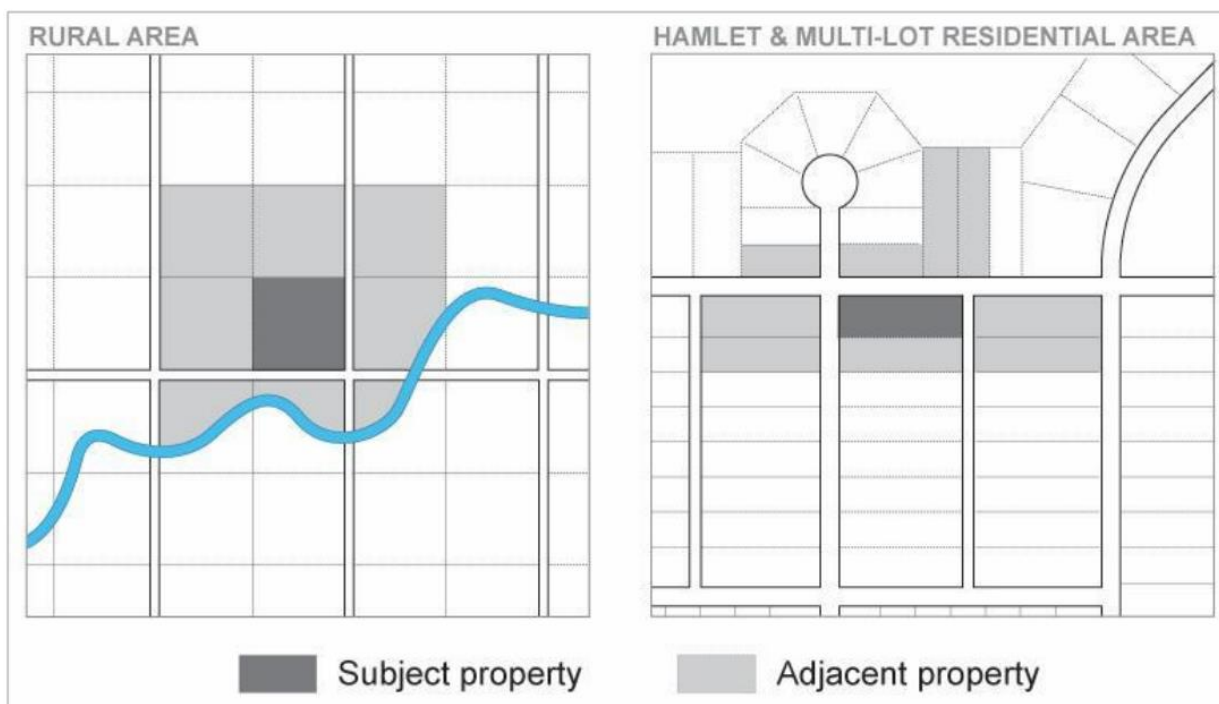 RURAL AREA
HAMLET & MULTI-LOT RESIDENTIAL AREA
Subject property
Adjacent property